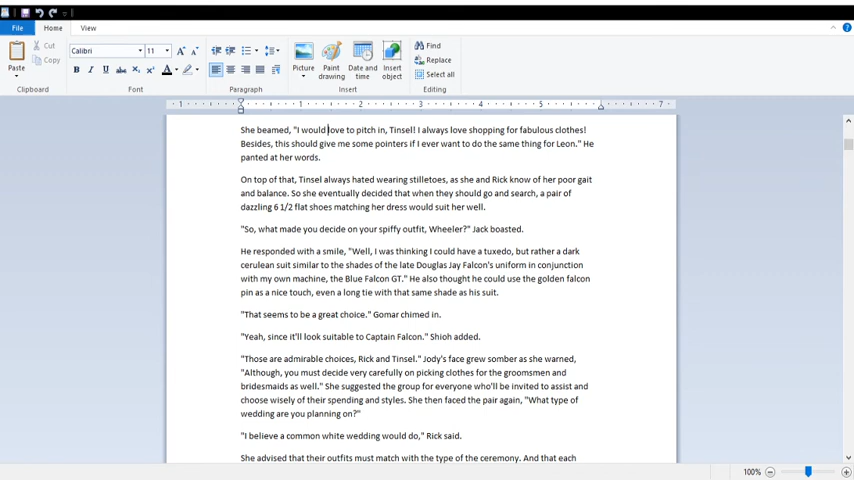 File Home View
Paste
Cut
Copy
Clipboard
Calibri 11
B I U abc X₂ X² A
Font
Paragraph
Picture
Paint drawing
Date and time
Insert object
Insert
Find
Replace
Select all
Editing
1 1 2 3 4 5 7
She beamed, "I would love to pitch in, Tinsel! I always love shopping for fabulous clothes!
Besides, this should give me some pointers if I ever want to do the same thing for Leon." He
panted at her words.
On top of that, Tinsel always hated wearing stilletoes, as she and Rick know of her poor gait
and balance. So she eventually decided that when they should go and search, a pair of
dazzling 6 1/2 flat shoes matching her dress would suit her well.
"So, what made you decide on your spiffy outfit, Wheeler?" Jack boasted.
He responded with a smile, "Well, I was thinking I could have a tuxedo, but rather a dark
cerulean suit similar to the shades of the late Douglas Jay Falcon's uniform in conjunction
with my own machine, the Blue Falcon GT." He also thought he could use the golden falcon
pin as a nice touch, even a long tie with that same shade as his suit.
"That seems to be a great choice." Gomar chimed in.
"Yeah, since it'll look suitable to Captain Falcon." Shioh added.
"Those are admirable choices, Rick and Tinsel." Jody's face grew somber as she warned,
"Although, you must decide very carefully on picking clothes for the groomsmen and
bridesmaids as well." She suggested the group for everyone who'll be invited to assist and
choose wisely of their spending and styles. She then faced the pair again, "What type of
wedding are you planning on?"
"I believe a common white wedding would do," Rick said.
She advised that their outfits must match with the type of the ceremony. And that each
100%